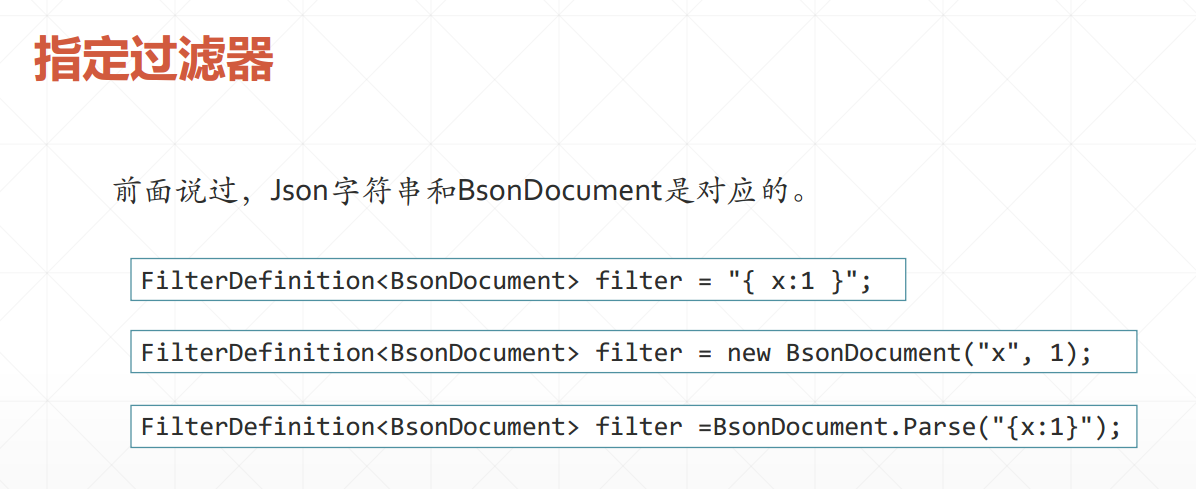 指定过滤器
前面说过，Json字符串和BsonDocument是对应的。
FilterDefinition<BsonDocument> filter = "{ x:1 }";
FilterDefinition<BsonDocument> filter = new BsonDocument("x", 1);
FilterDefinition<BsonDocument> filter =BsonDocument.Parse("{x:1}");